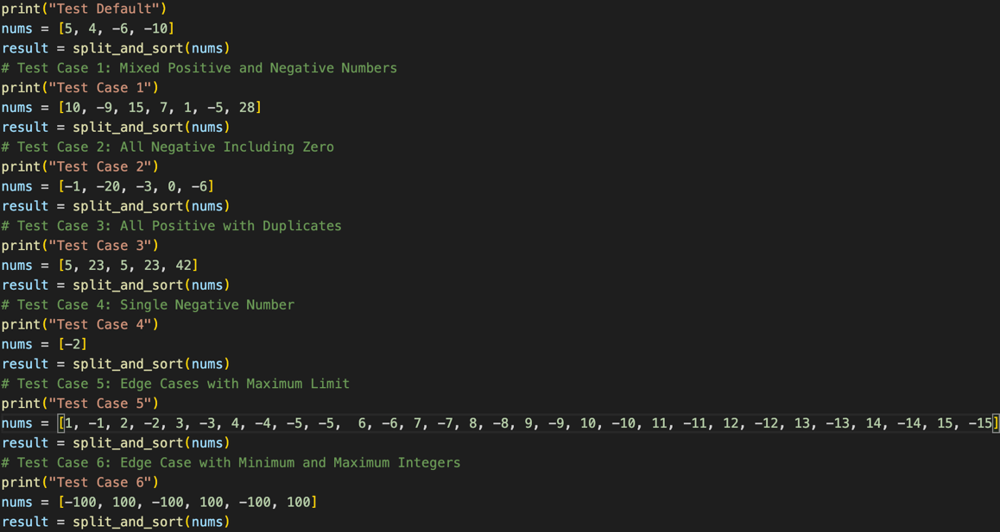 print("Test Default")
nums = [5, 4, -6, -10]
result = split_and_sort(nums)
# Test Case 1: Mixed Positive and Negative Numbers
print("Test Case 1")
nums = [10, -9, 15, 7, 1, -5, 28]
result = split_and_sort(nums)
# Test Case 2: All Negative Including Zero
print("Test Case 2")
nums = [-1, -20, -3, 0, -6]
result = split_and_sort(nums)
# Test Case 3: All Positive with Duplicates
print("Test Case 3")
nums = [5, 23, 5, 23, 42]
result = split_and_sort(nums)
# Test Case 4: Single Negative Number
print("Test Case 4")
nums = [-2]
result = split_and_sort(nums)
# Test Case 5: Edge Cases with Maximum Limit
print("Test Case 5")
nums = [1, -1, 2, -2, 3, -3, 4, -4, -5, -5,  6, -6, 7, -7, 8, -8, 9, -9, 10, -10, 11, -11, 12, -12, 13, -13, 14, -14, 15, -15]
result = split_and_sort(nums)
# Test Case 6: Edge Case with Minimum and Maximum Integers
print("Test Case 6")
nums = [-100, 100, -100, 100, -100, 100]
result = split_and_sort(nums)